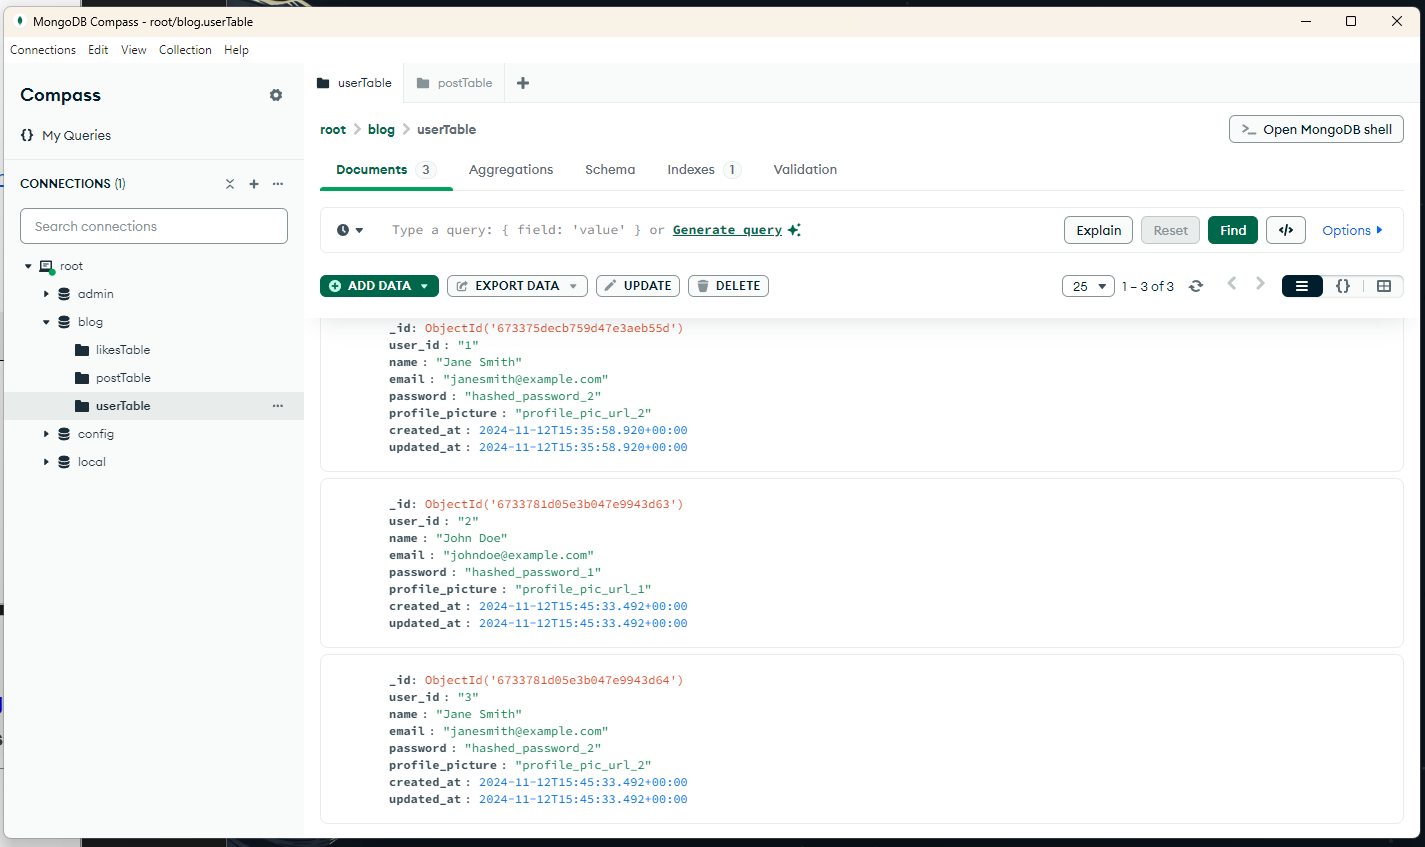 MongoDB Compass - root/blog.userTable
Connections Edit View Collection Help
Compass
{} My Queries
CONNECTIONS (1)
Search connections
root
admin
blog
likesTable
postTable
userTable
config
local
userTable postTable
root > blog > userTable
>_ Open MongoDB shell
Documents 3 Aggregations Schema Indexes 1 Validation
Type a query: { field: 'value' } or Generate query
Explain Reset Find </> Options
ADD DATA EXPORT DATA UPDATE DELETE
25 1 – 3 of 3 {}
_id: ObjectId('673375decb759d47e3aeb55d')
user_id : "1"
name : "Jane Smith"
email : "janesmith@example.com"
password : "hashed_password_2"
profile_picture : "profile_pic_url_2"
created_at : 2024-11-12T15:35:58.920+00:00
updated_at : 2024-11-12T15:35:58.920+00:00
_id: ObjectId('6733781d05e3b047e9943d63')
user_id : "2"
name : "John Doe"
email : "johndoe@example.com"
password : "hashed_password_1"
profile_picture : "profile_pic_url_1"
created_at : 2024-11-12T15:45:33.492+00:00
updated_at : 2024-11-12T15:45:33.492+00:00
_id: ObjectId('6733781d05e3b047e9943d64')
user_id : "3"
name : "Jane Smith"
email : "janesmith@example.com"
password : "hashed_password_2"
profile_picture : "profile_pic_url_2"
created_at : 2024-11-12T15:45:33.492+00:00
updated_at : 2024-11-12T15:45:33.492+00:00